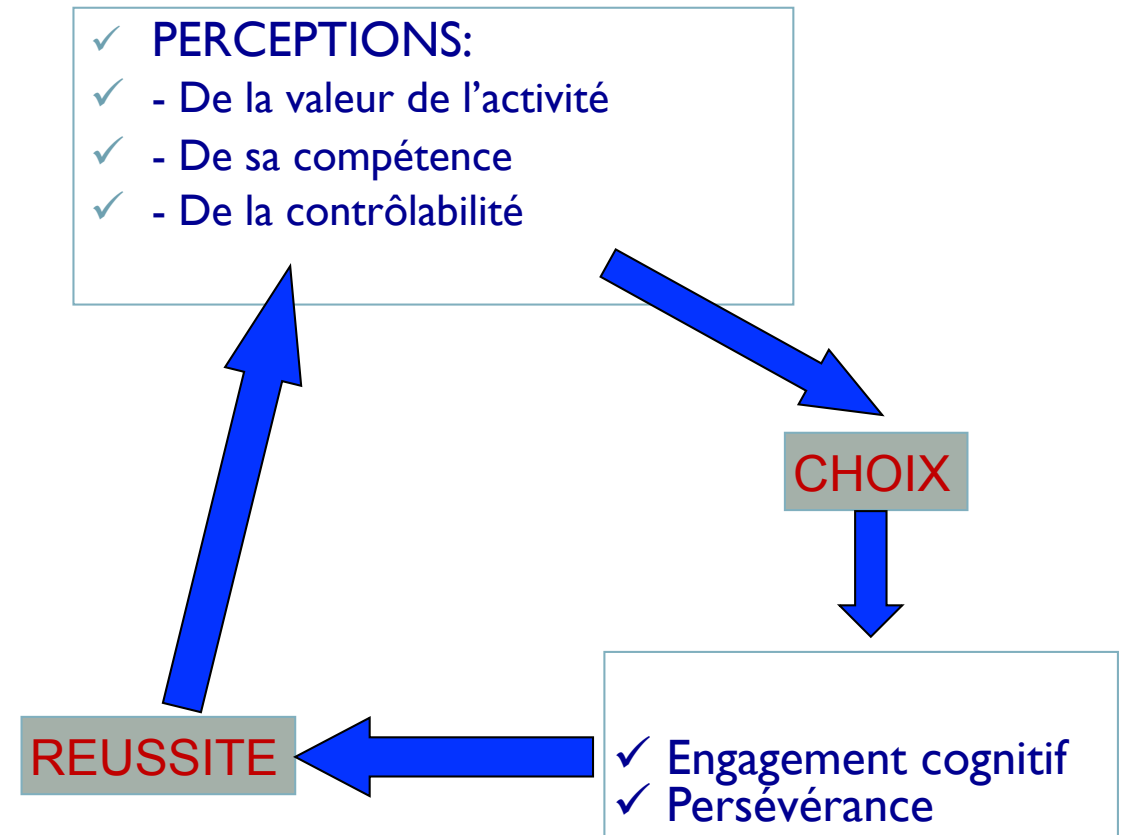 ✓ PERCEPTIONS:
✓ - De la valeur de l’activité
✓ - De sa compétence
✓ - De la contrôlabilité
CHOIX
✓ Engagement cognitif
✓ Persévérance
REUSSITE